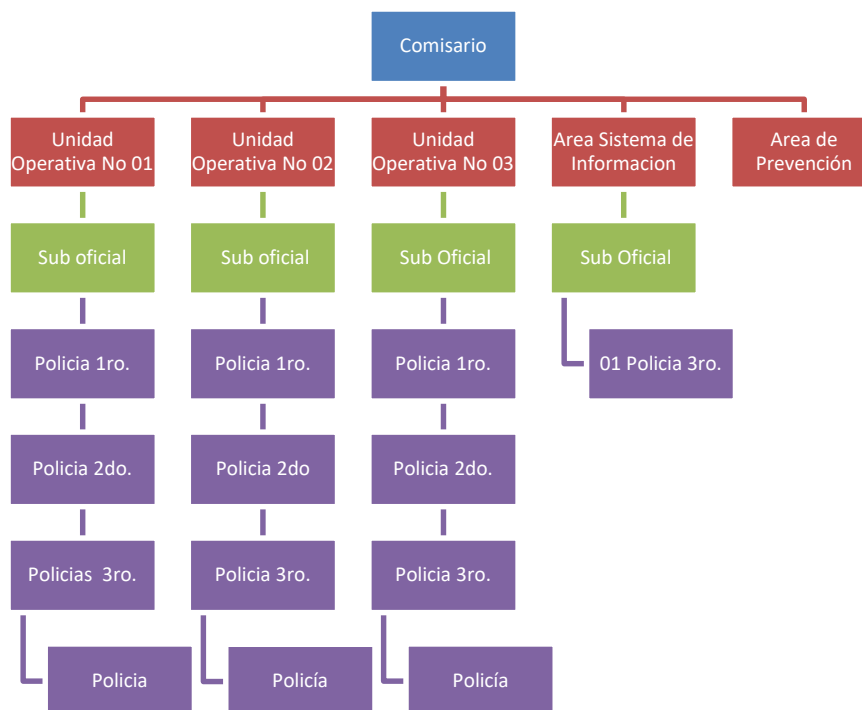 Comisario
Unidad
Operativa No 01
Unidad
Operativa No 02
Unidad
Operativa No 03
Area Sistema de
Informacion
Area de
Prevención
Sub oficial
Sub oficial
Sub Oficial
Sub Oficial
Policia 1ro.
Policia 1ro.
Policia 1ro.
01 Policia 3ro.
Policia 2do.
Policia 2do
Policia 2do.
Policias 3ro.
Policia 3ro.
Policia 3ro.
Policia
Policía
Policía